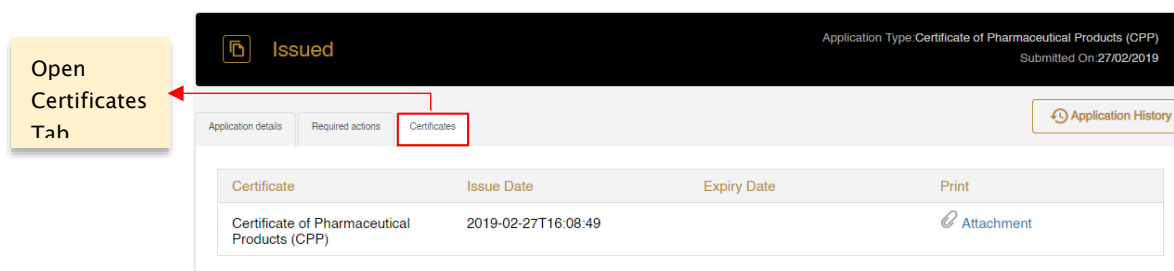 Open
Certificates
Tab
Issued
Application Type:Certificate of Pharmaceutical Products (CPP)
Submitted On:27/02/2019
Application details Required actions Certificates
Application History
Certificate Issue Date Expiry Date Print
Certificate of Pharmaceutical
Products (CPP) 2019-02-27T16:08:49 Attachment